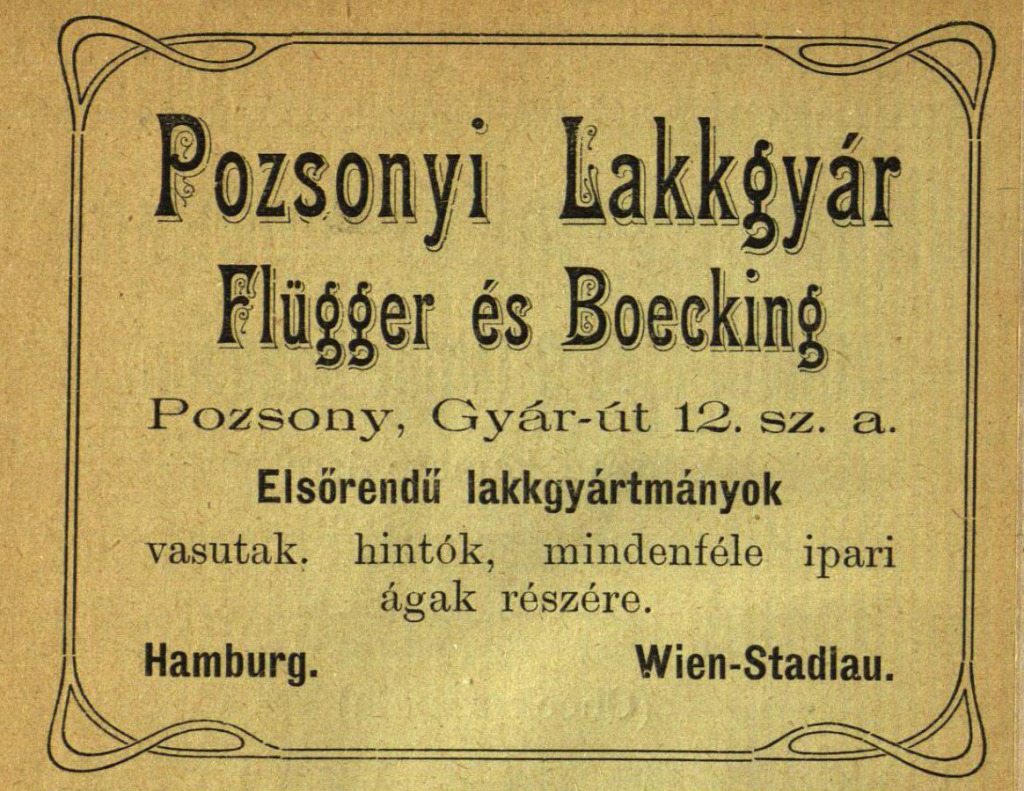 Pozsonyi Lakkgyár
Flügger és Boecking
Pozsony, Gyár-út 12. sz. a.
Elsőrendű lakkgyártmányok
vasutak. hintók, mindenféle ipari
ágak részére.
Hamburg. Wien-Stadlau.